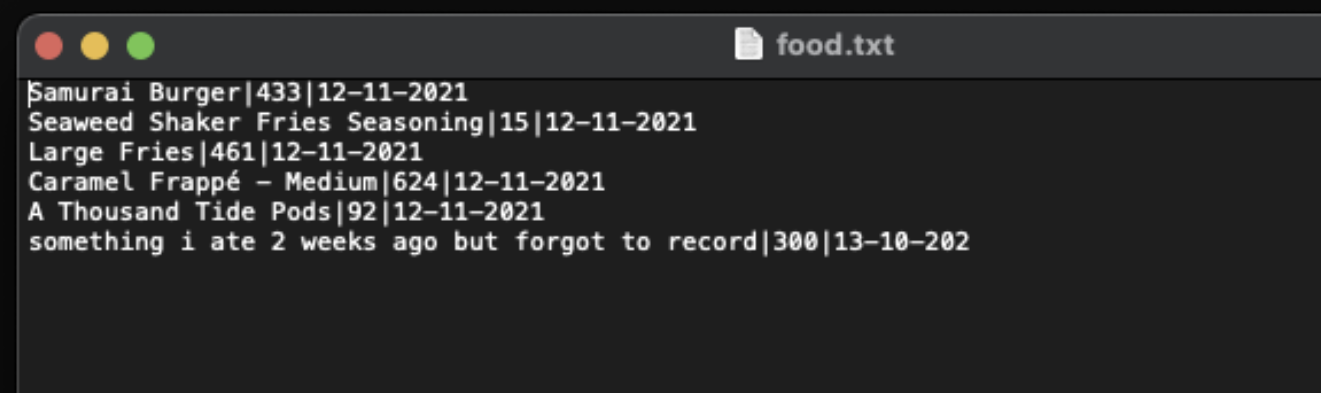 food.txt
Samurai Burger|433|12-11-2021
Seaweed Shaker Fries Seasoning|15|12-11-2021
Large Fries|461|12-11-2021
Caramel Frappé – Medium|624|12-11-2021
A Thousand Tide Pods|92|12-11-2021
something i ate 2 weeks ago but forgot to record|300|13-10-202